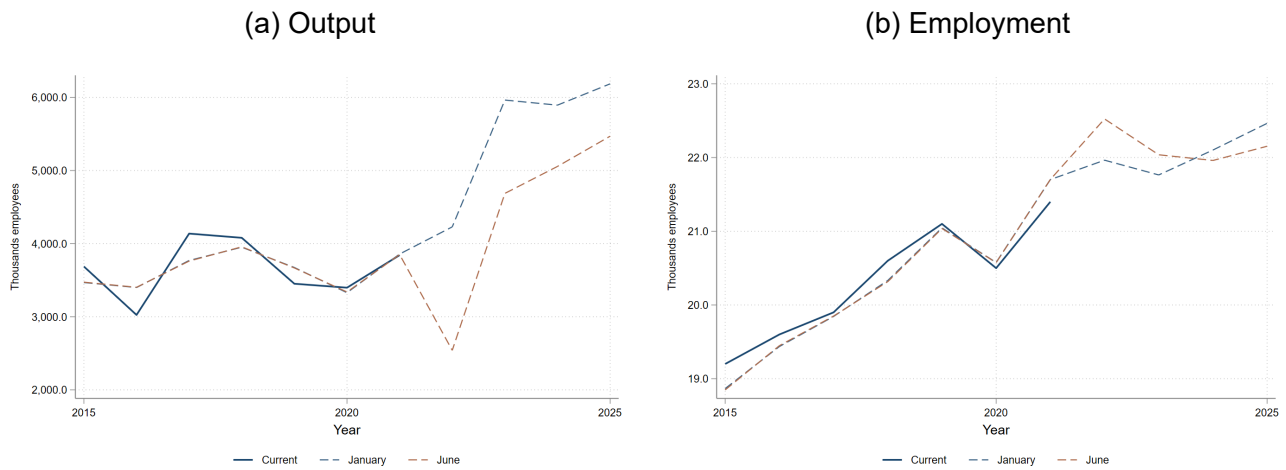 (a) Output
6,000.0
5,000.0
4,000.0
3,000.0
2,000.0
Thousands employees
2015
2020
2025
Year
Current
January
June
(b) Employment
23.0
22.0
21.0
20.0
19.0
Thousands employees
2015
2020
2025
Year
Current
January
June